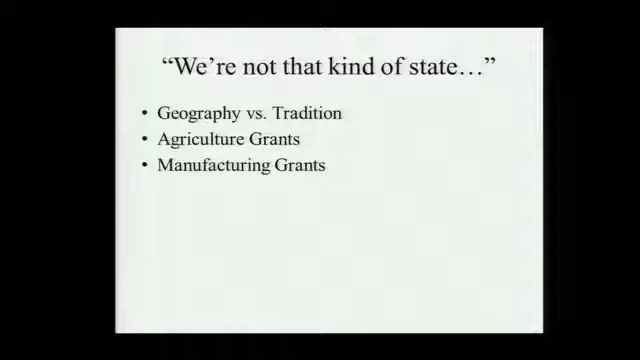 “We’re not that kind of state…”
• Geography vs. Tradition
• Agriculture Grants
• Manufacturing Grants